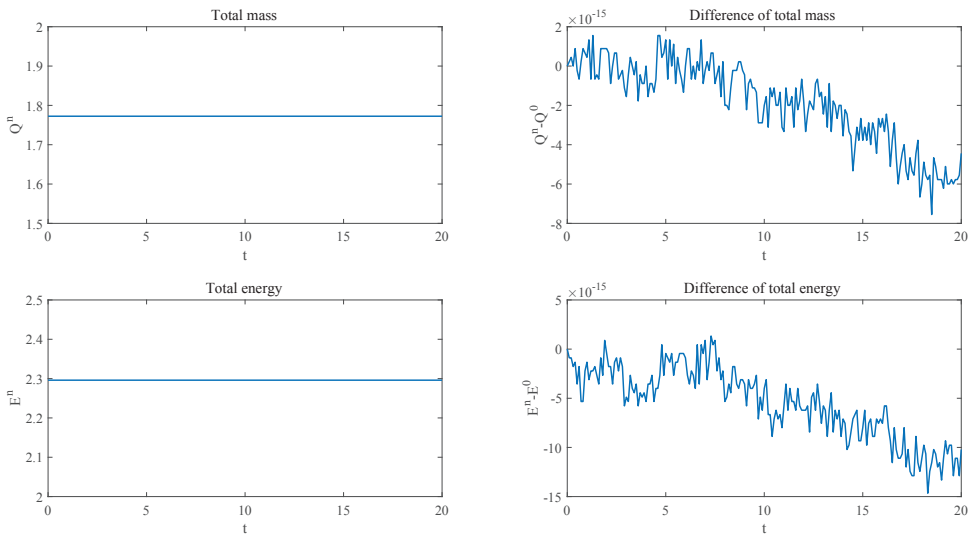 Total mass
2
1.9
1.8
1.7
1.6
1.5
Q^n
0 5 10 15 20
t
Difference of total mass
×10^-15
2
0
-2
-4
-6
-8
Q^n-Q^0
0 5 10 15 20
t
Total energy
2.5
2.4
2.3
2.2
2.1
2
E^n
0 5 10 15 20
t
Difference of total energy
×10^-15
5
0
-5
-10
-15
E^n-E^0
0 5 10 15 20
t